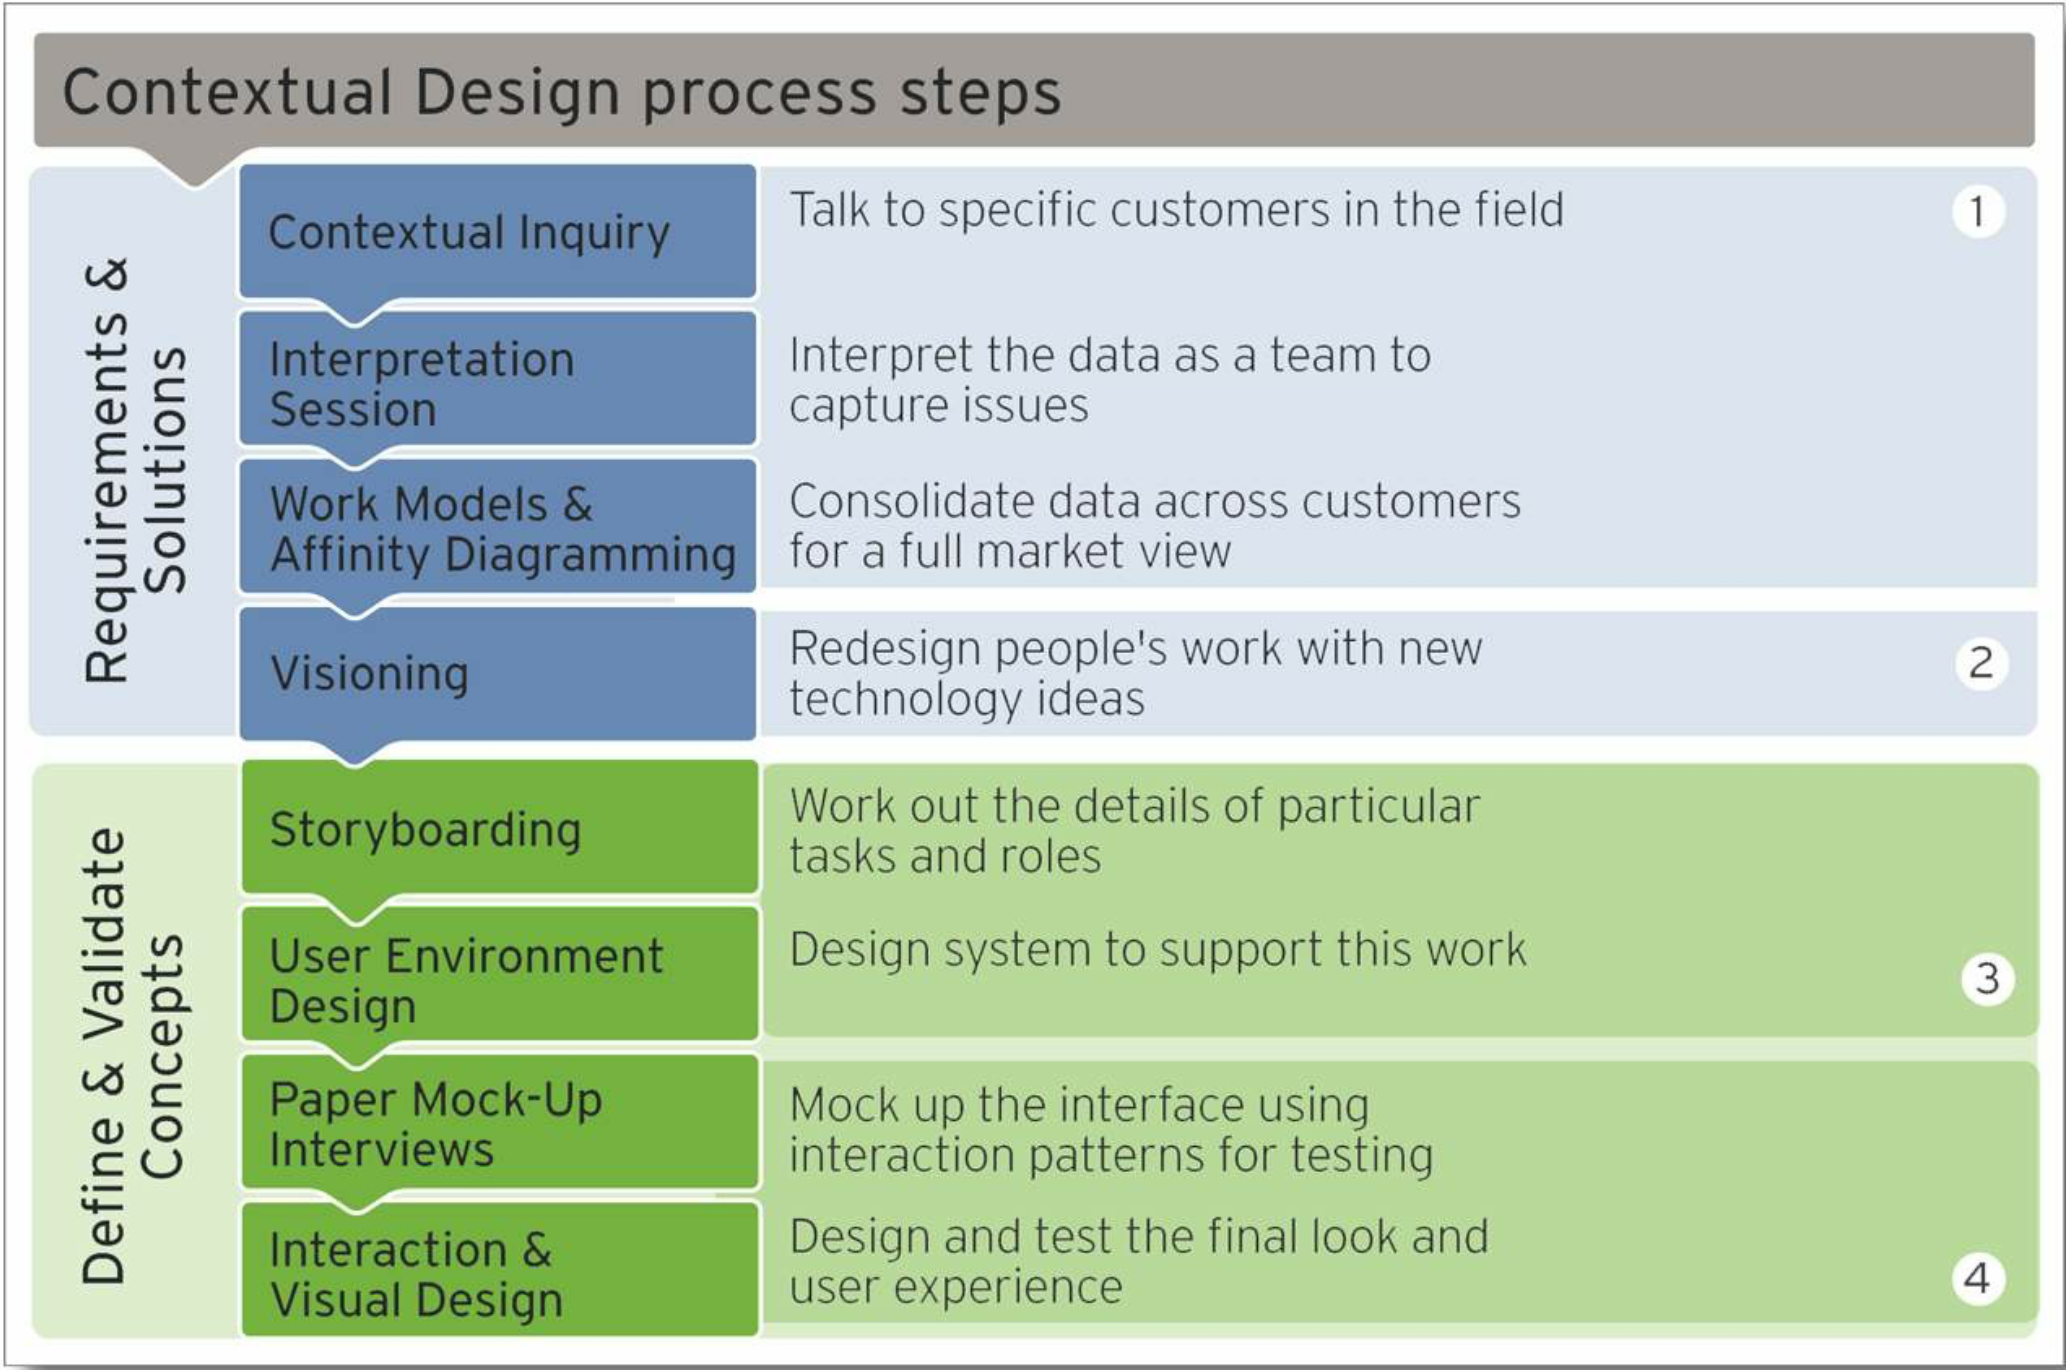 Contextual Design process steps
Requirements &
Solutions
Contextual Inquiry
Talk to specific customers in the field
1
Interpretation
Session
Interpret the data as a team to
capture issues
Work Models &
Affinity Diagramming
Consolidate data across customers
for a full market view
Visioning
Redesign people's work with new
technology ideas
2
Define & Validate
Concepts
Storyboarding
Work out the details of particular
tasks and roles
User Environment
Design
Design system to support this work
3
Paper Mock-Up
Interviews
Mock up the interface using
interaction patterns for testing
Interaction &
Visual Design
Design and test the final look and
user experience
4